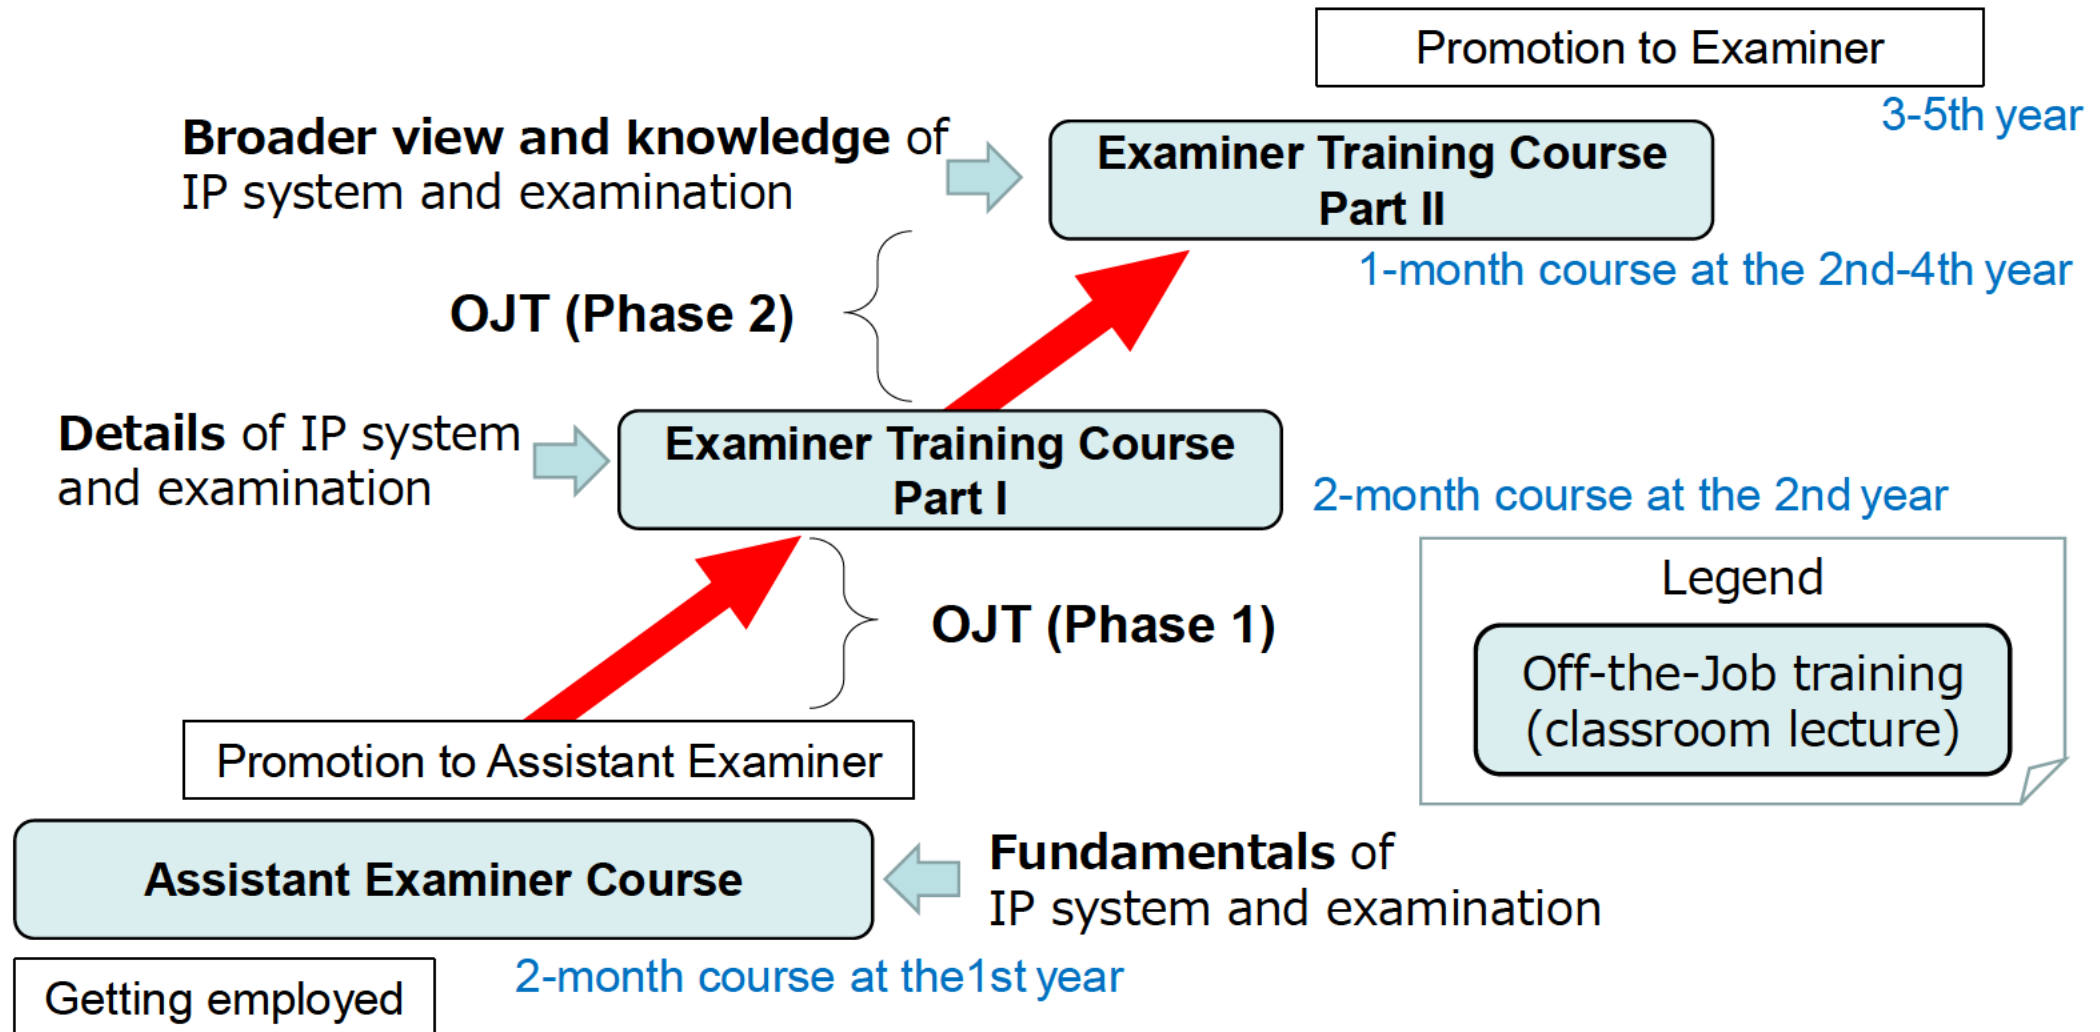 Promotion to Examiner
3-5th year
Broader view and knowledge of
IP system and examination
Examiner Training Course
Part II
1-month course at the 2nd-4th year
OJT (Phase 2)
Details of IP system
and examination
Examiner Training Course
Part I
2-month course at the 2nd year
OJT (Phase 1)
Legend
Off-the-Job training
(classroom lecture)
Promotion to Assistant Examiner
Assistant Examiner Course
Fundamentals of
IP system and examination
2-month course at the1st year
Getting employed